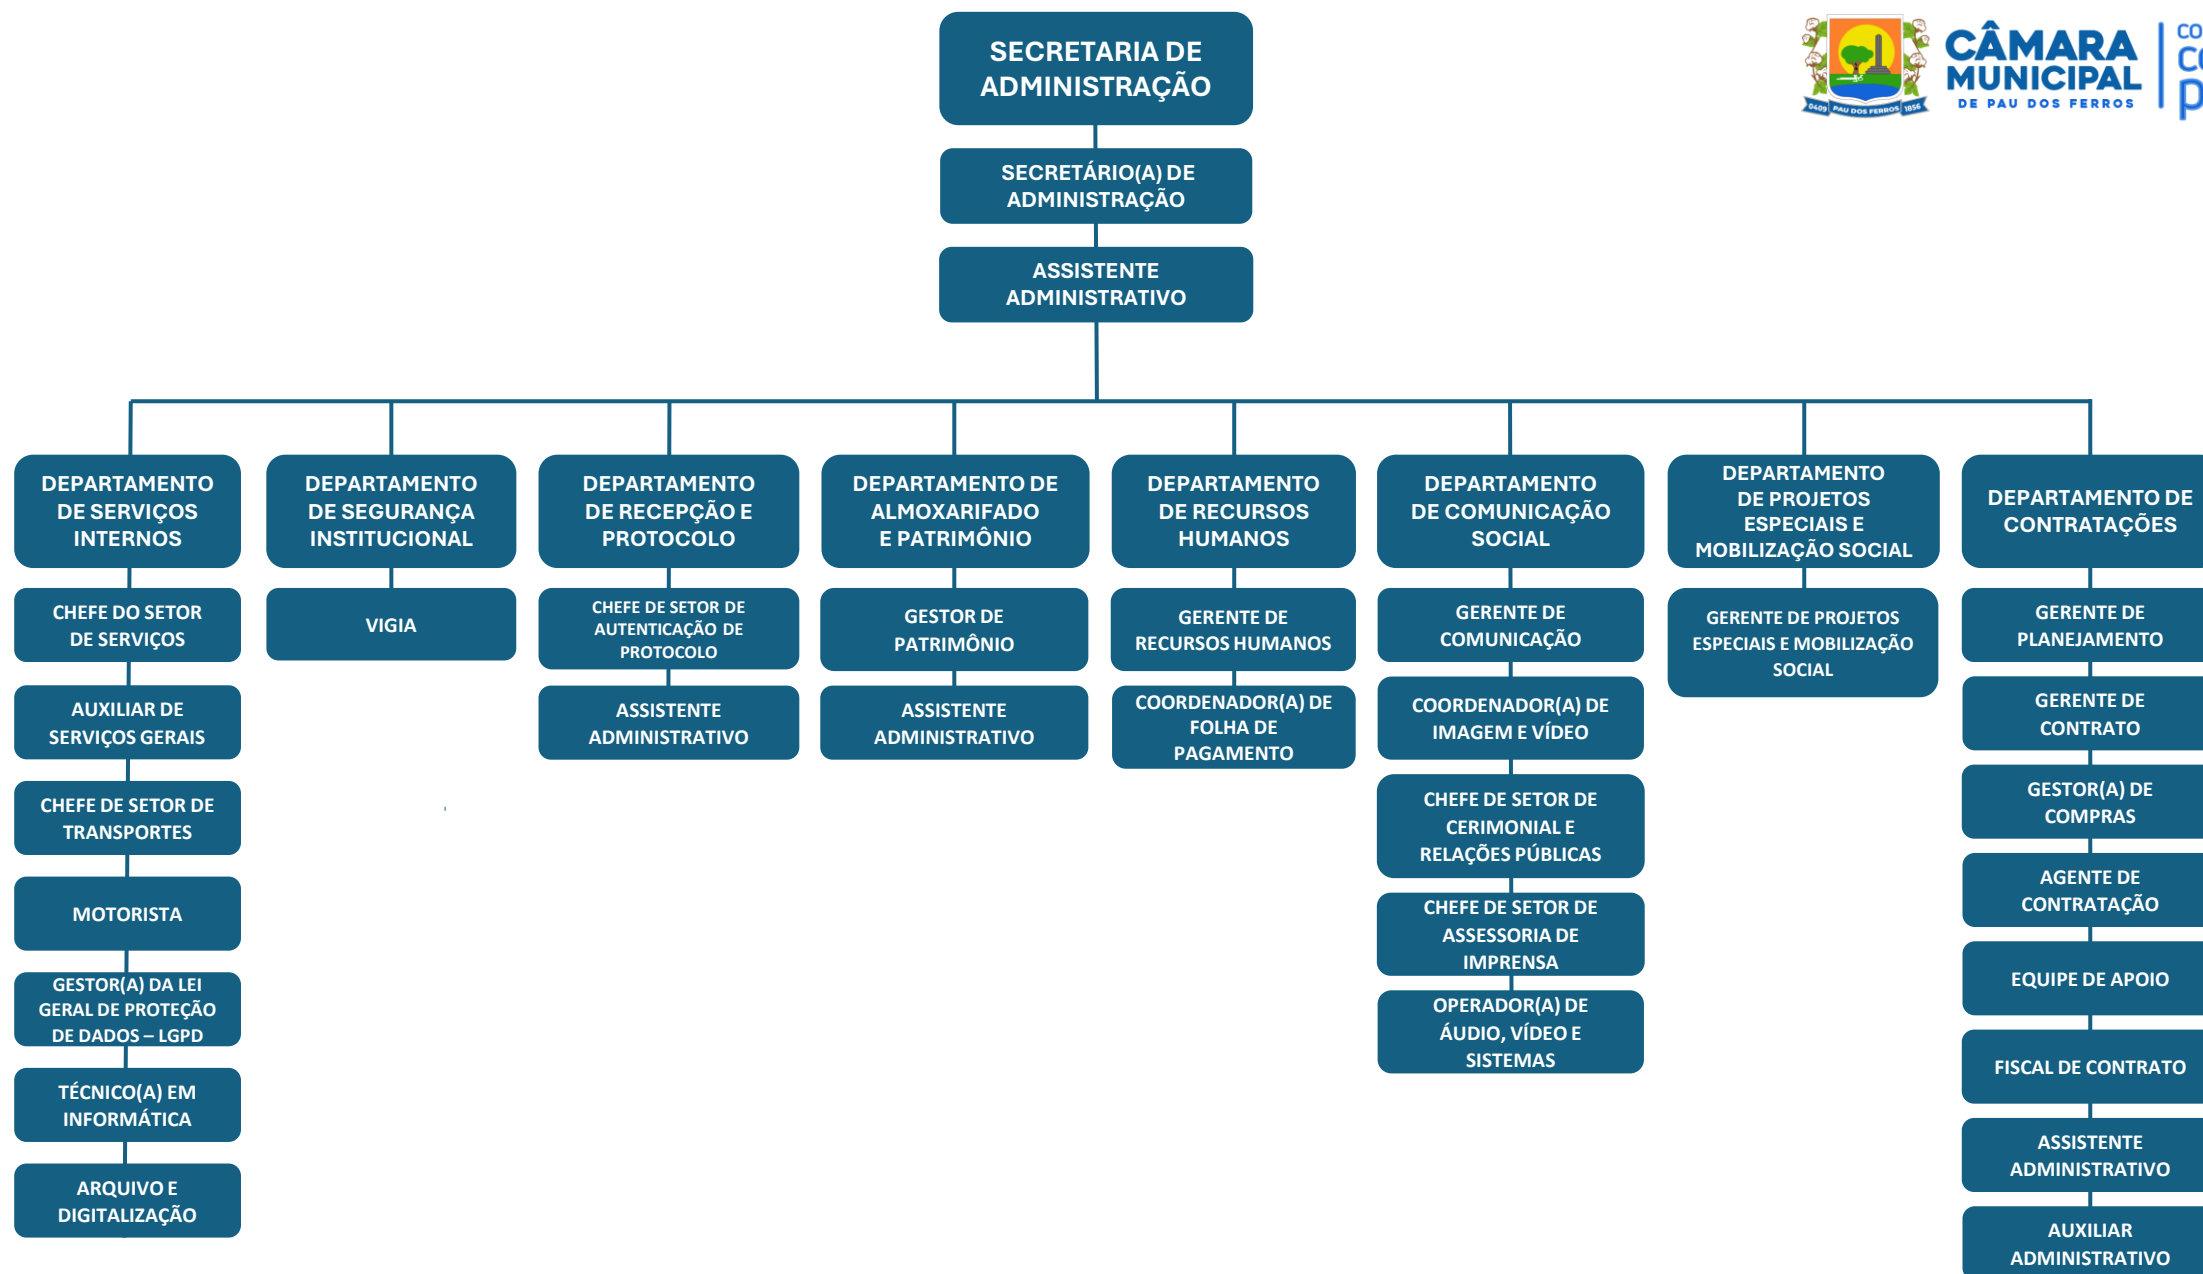 SECRETARIA DE
ADMINISTRAÇÃO
CÂMARA
MUNICIPAL
DE PAU DOS FERROS
0409 PAU DOS FERROS 1856
SECRETÁRIO(A) DE
ADMINISTRAÇÃO
ASSISTENTE
ADMINISTRATIVO
DEPARTAMENTO
DE SERVIÇOS
INTERNOS
CHEFE DO SETOR
DE SERVIÇOS
AUXILIAR DE
SERVIÇOS GERAIS
CHEFE DE SETOR DE
TRANSPORTES
MOTORISTA
GESTOR(A) DA LEI
GERAL DE PROTEÇÃO
DE DADOS – LGPD
TÉCNICO(A) EM
INFORMÁTICA
ARQUIVO E
DIGITALIZAÇÃO
DEPARTAMENTO
DE SEGURANÇA
INSTITUCIONAL
VIGIA
DEPARTAMENTO
DE RECEPÇÃO E
PROTOCOLO
CHEFE DE SETOR DE
AUTENTICAÇÃO DE
PROTOCOLO
ASSISTENTE
ADMINISTRATIVO
DEPARTAMENTO DE
ALMOXARIFADO
E PATRIMÔNIO
GESTOR DE
PATRIMÔNIO
ASSISTENTE
ADMINISTRATIVO
DEPARTAMENTO
DE RECURSOS
HUMANOS
GERENTE DE
RECURSOS HUMANOS
COORDENADOR(A) DE
FOLHA DE
PAGAMENTO
DEPARTAMENTO
DE COMUNICAÇÃO
SOCIAL
GERENTE DE
COMUNICAÇÃO
COORDENADOR(A) DE
IMAGEM E VÍDEO
CHEFE DE SETOR DE
CERIMONIAL E
RELAÇÕES PÚBLICAS
CHEFE DE SETOR DE
ASSESSORIA DE
IMPRENSA
OPERADOR(A) DE
ÁUDIO, VÍDEO E
SISTEMAS
DEPARTAMENTO
DE PROJETOS
ESPECIAIS E
MOBILIZAÇÃO SOCIAL
GERENTE DE PROJETOS
ESPECIAIS E MOBILIZAÇÃO
SOCIAL
DEPARTAMENTO DE
CONTRATAÇÕES
GERENTE DE
PLANEJAMENTO
GERENTE DE
CONTRATO
GESTOR(A) DE
COMPRAS
AGENTE DE
CONTRATAÇÃO
EQUIPE DE APOIO
FISCAL DE CONTRATO
ASSISTENTE
ADMINISTRATIVO
AUXILIAR
ADMINISTRATIVO